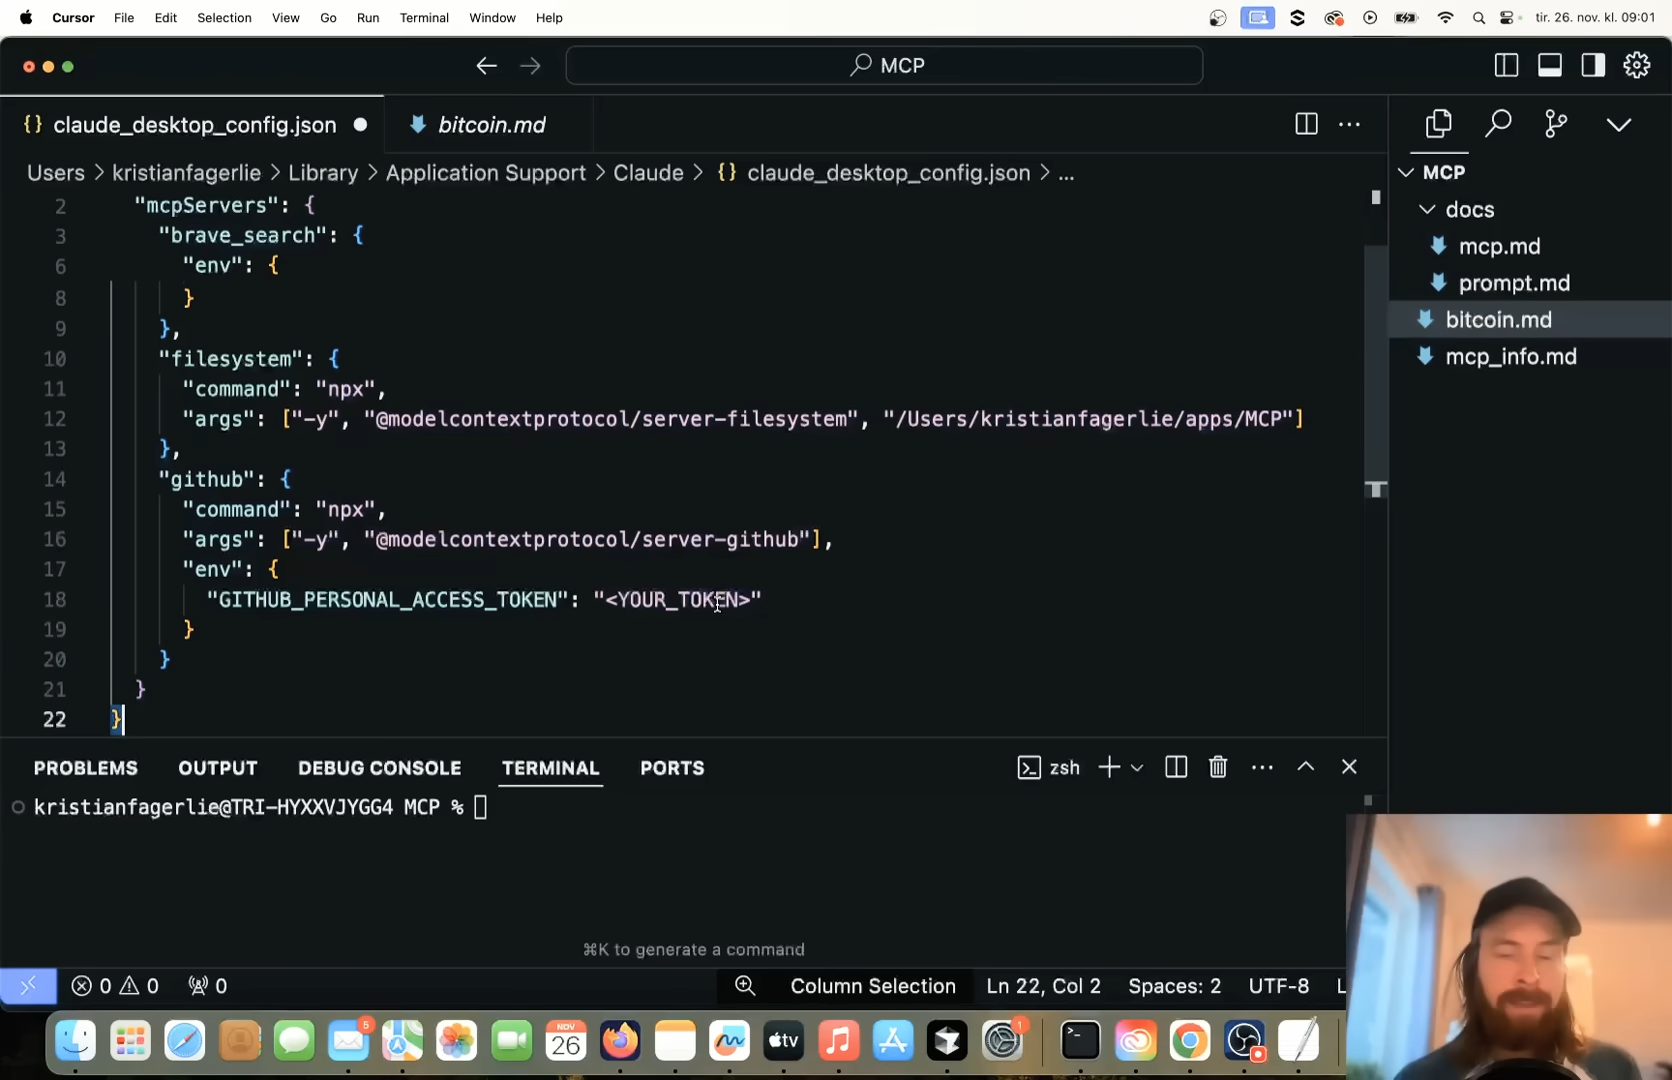 Cursor File Edit Selection View Go Run Terminal Window Help
tir. 26. nov. kl. 09:01
MCP
{} claude_desktop_config.json
bitcoin.md
Users > kristianfagerlie > Library > Application Support > Claude > {} claude_desktop_config.json > ...
2 "mcpServers": {
3 "brave_search": {
6 "env": {
8 }
9 },
10 "filesystem": {
11 "command": "npx",
12 "args": ["-y", "@modelcontextprotocol/server-filesystem", "/Users/kristianfagerlie/apps/MCP"]
13 },
14 "github": {
15 "command": "npx",
16 "args": ["-y", "@modelcontextprotocol/server-github"],
17 "env": {
18 "GITHUB_PERSONAL_ACCESS_TOKEN": "<YOUR_TOKEN>"
19 }
20 }
21 }
22 }
MCP
docs
mcp.md
prompt.md
bitcoin.md
mcp_info.md
PROBLEMS OUTPUT DEBUG CONSOLE TERMINAL PORTS
zsh
kristianfagerlie@TRI-HYXXVJYGG4 MCP %
⌘K to generate a command
0 0 0
Column Selection Ln 22, Col 2 Spaces: 2 UTF-8 L
5
NOV
26
tv
1